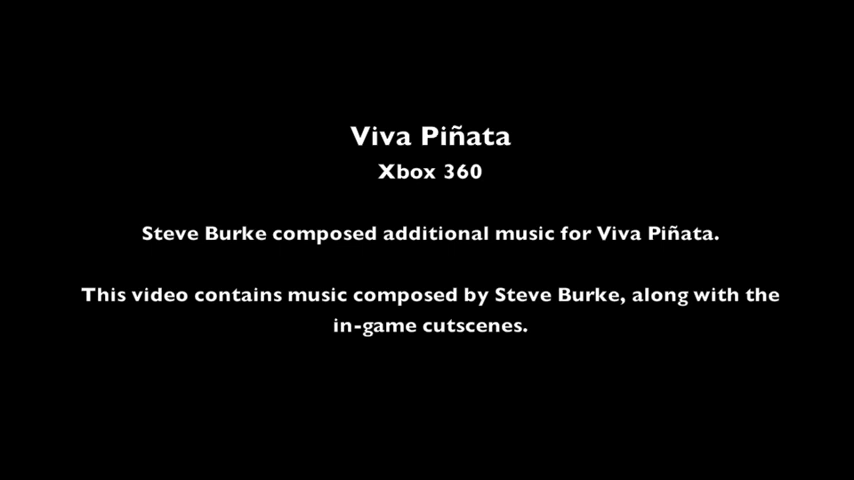 Viva Piñata
Xbox 360
Steve Burke composed additional music for Viva Piñata.
This video contains music composed by Steve Burke, along with the
in-game cutscenes.